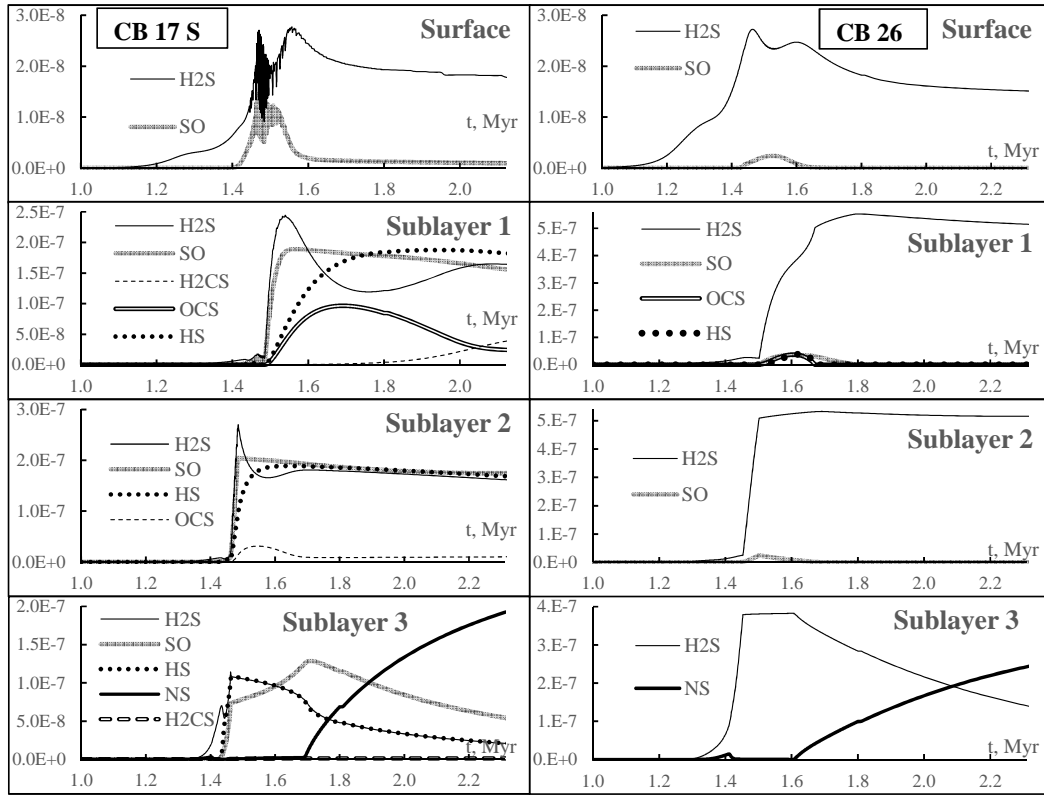 CB 17 S
Surface
3.0E-8
2.0E-8
1.0E-8
0.0E+0
H2S
SO
t, Myr
1.0 1.2 1.4 1.6 1.8 2.0
CB 26
Surface
3.0E-8
2.0E-8
1.0E-8
0.0E+0
H2S
SO
t, Myr
1.0 1.2 1.4 1.6 1.8 2.0 2.2
Sublayer 1
2.5E-7
2.0E-7
1.5E-7
1.0E-7
5.0E-8
0.0E+0
H2S
SO
H2CS
OCS
HS
t, Myr
1.0 1.2 1.4 1.6 1.8 2.0
Sublayer 1
5.E-7
4.E-7
3.E-7
2.E-7
1.E-7
0.E+0
H2S
SO
OCS
HS
t, Myr
1.0 1.2 1.4 1.6 1.8 2.0 2.2
Sublayer 2
3.0E-7
2.0E-7
1.0E-7
0.0E+0
H2S
SO
HS
OCS
t, Myr
1.0 1.2 1.4 1.6 1.8 2.0 2.2
Sublayer 2
5.E-7
4.E-7
3.E-7
2.E-7
1.E-7
0.E+0
H2S
SO
t, Myr
1.0 1.2 1.4 1.6 1.8 2.0 2.2
Sublayer 3
2.0E-7
1.5E-7
1.0E-7
5.0E-8
0.0E+0
H2S
SO
HS
NS
H2CS
t, Myr
1.0 1.2 1.4 1.6 1.8 2.0 2.2
Sublayer 3
4.E-7
3.E-7
2.E-7
1.E-7
0.E+0
H2S
NS
t, Myr
1.0 1.2 1.4 1.6 1.8 2.0 2.2